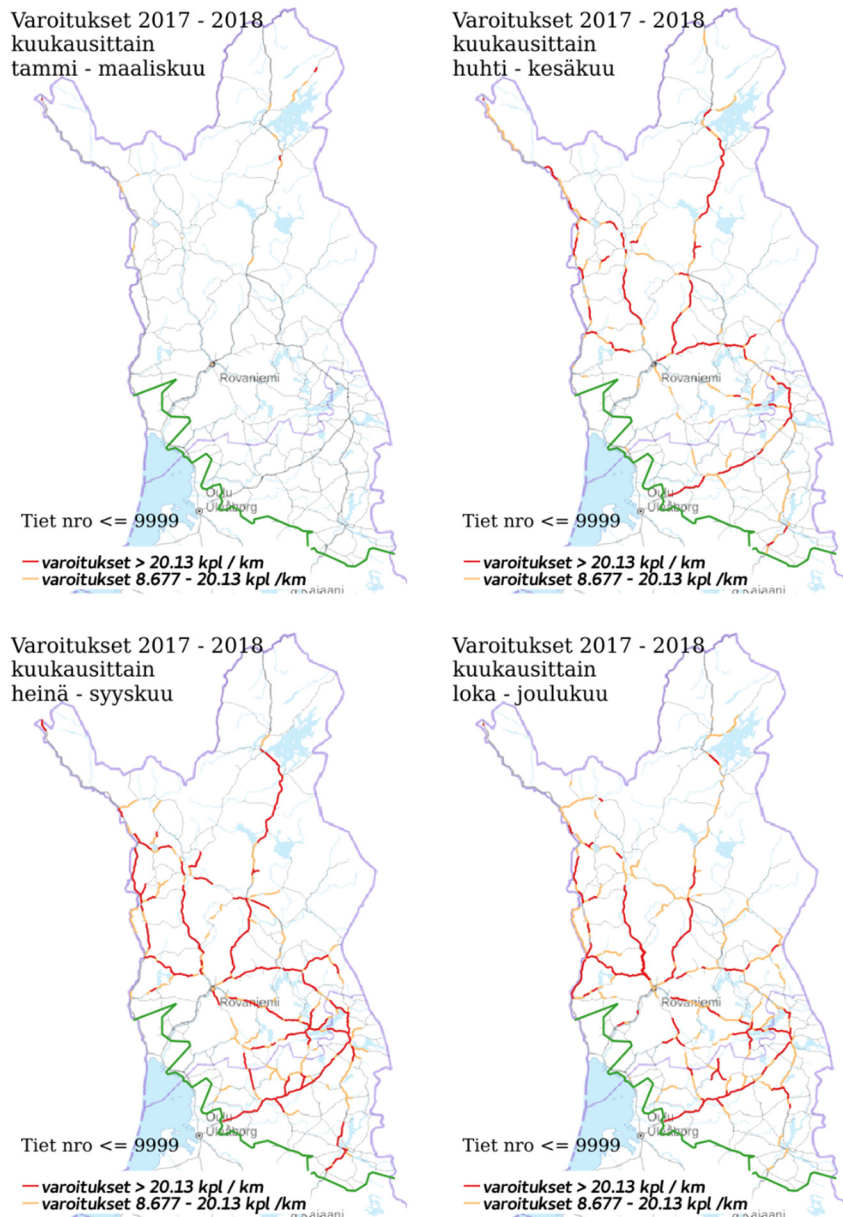 Varoitukset 2017 - 2018
kuukausittain
tammi - maaliskuu
Rovaniemi
Oulu
Uleåborg
Tiet nro <= 9999
varoitukset > 20.13 kpl / km
varoitukset 8.677 - 20.13 kpl /km
ajaani
Varoitukset 2017 - 2018
kuukausittain
huhti - kesäkuu
Rovaniemi
Oulu
Uleåborg
Tiet nro <= 9999
varoitukset > 20.13 kpl / km
varoitukset 8.677 - 20.13 kpl /km
ajaani
Varoitukset 2017 - 2018
kuukausittain
heinä - syyskuu
Rovaniemi
Oulu
Uleåborg
Tiet nro <= 9999
varoitukset > 20.13 kpl / km
varoitukset 8.677 - 20.13 kpl /km
Varoitukset 2017 - 2018
kuukausittain
loka - joulukuu
Rovaniemi
Oulu
Uleåborg
Tiet nro <= 9999
varoitukset > 20.13 kpl / km
varoitukset 8.677 - 20.13 kpl /km